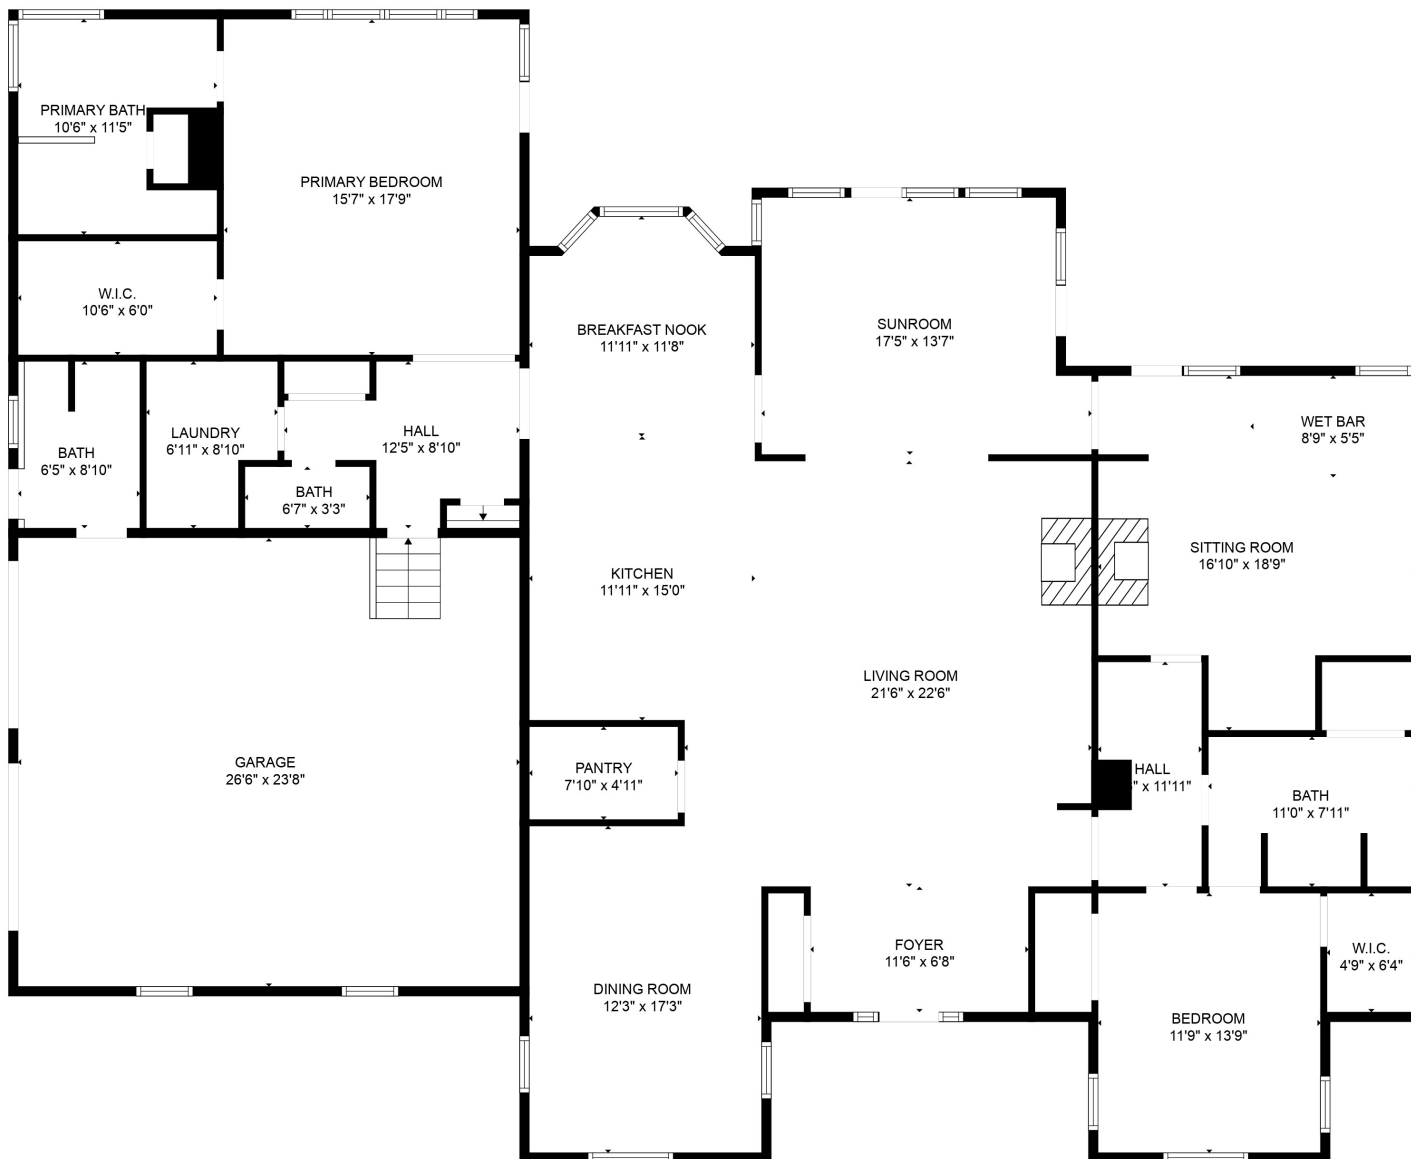 PRIMARY BATH
10'6" x 11'5"
PRIMARY BEDROOM
15'7" x 17'9"
W.I.C.
10'6" x 6'0"
BREAKFAST NOOK
11'11" x 11'8"
SUNROOM
17'5" x 13'7"
WET BAR
8'9" x 5'5"
BATH
6'5" x 8'10"
LAUNDRY
6'11" x 8'10"
HALL
12'5" x 8'10"
BATH
6'7" x 3'3"
KITCHEN
11'11" x 15'0"
SITTING ROOM
16'10" x 18'9"
LIVING ROOM
21'6" x 22'6"
GARAGE
26'6" x 23'8"
PANTRY
7'10" x 4'11"
HALL
" x 11'11"
BATH
11'0" x 7'11"
FOYER
11'6" x 6'8"
W.I.C.
4'9" x 6'4"
DINING ROOM
12'3" x 17'3"
BEDROOM
11'9" x 13'9"